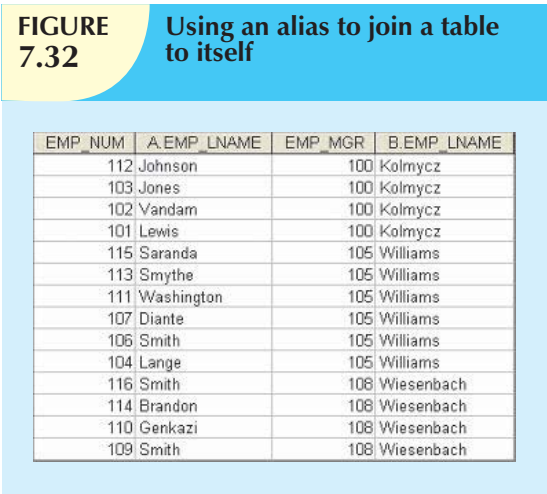 FIGURE
7.32
Using an alias to join a table
to itself
EMP_NUM A.EMP_LNAME EMP_MGR B.EMP_LNAME
112 Johnson 100 Kolmycz
103 Jones 100 Kolmycz
102 Vandam 100 Kolmycz
101 Lewis 100 Kolmycz
115 Saranda 105 Williams
113 Smythe 105 Williams
111 Washington 105 Williams
107 Diante 105 Williams
106 Smith 105 Williams
104 Lange 105 Williams
116 Smith 108 Wiesenbach
114 Brandon 108 Wiesenbach
110 Genkazi 108 Wiesenbach
109 Smith 108 Wiesenbach